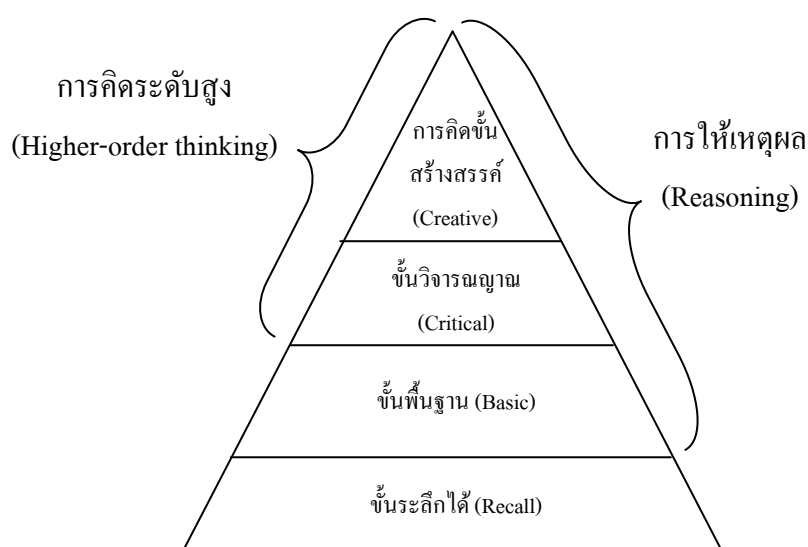 การคิดระดับสูง
(Higher-order thinking)
การคิดขั้น
สร้างสรรค์
(Creative)
การให้เหตุผล
(Reasoning)
ขั้นวิจารณญาณ
(Critical)
ขั้นพื้นฐาน (Basic)
ขั้นระลึกได้ (Recall)